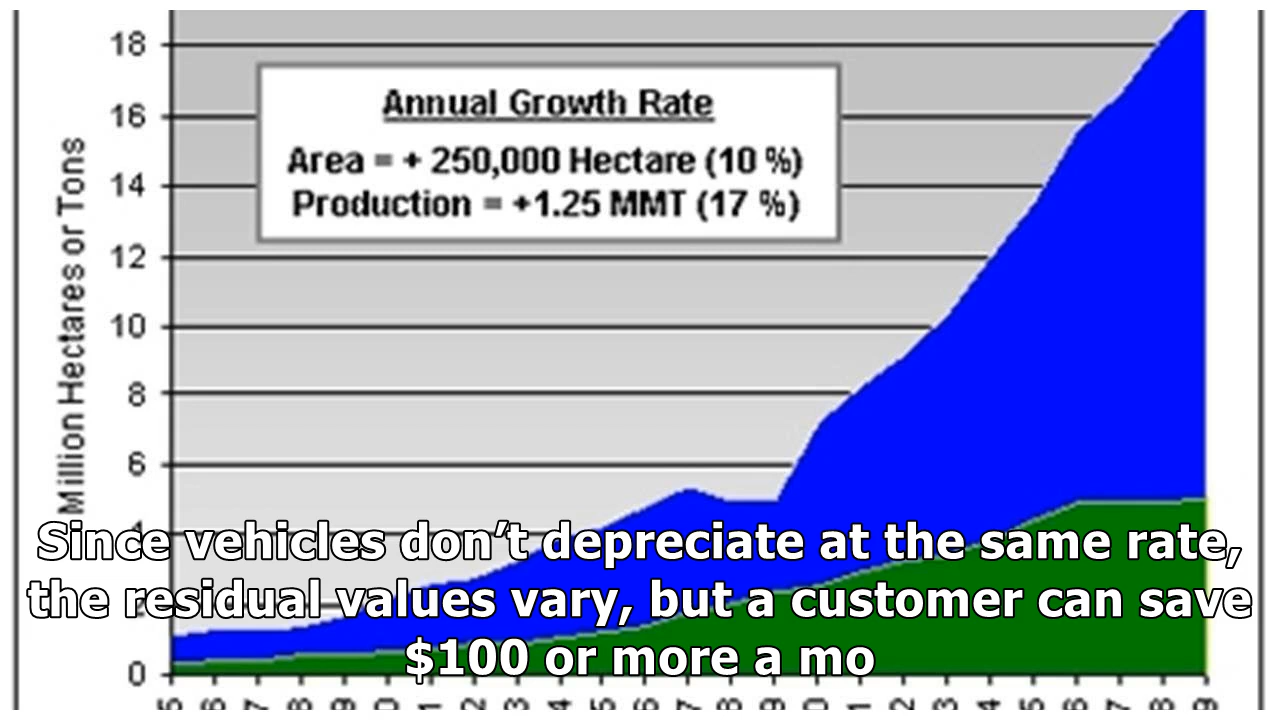 18
Annual Growth Rate
16
Area = + 250,000 Hectare (10 %)
14
Production = +1.25 MMT (17 %)
12
10
8
6
Million Hectares or Tons
Since vehicles don’t depreciate at the same rate,
the residual values vary, but a customer can save
$100 or more a mo
0